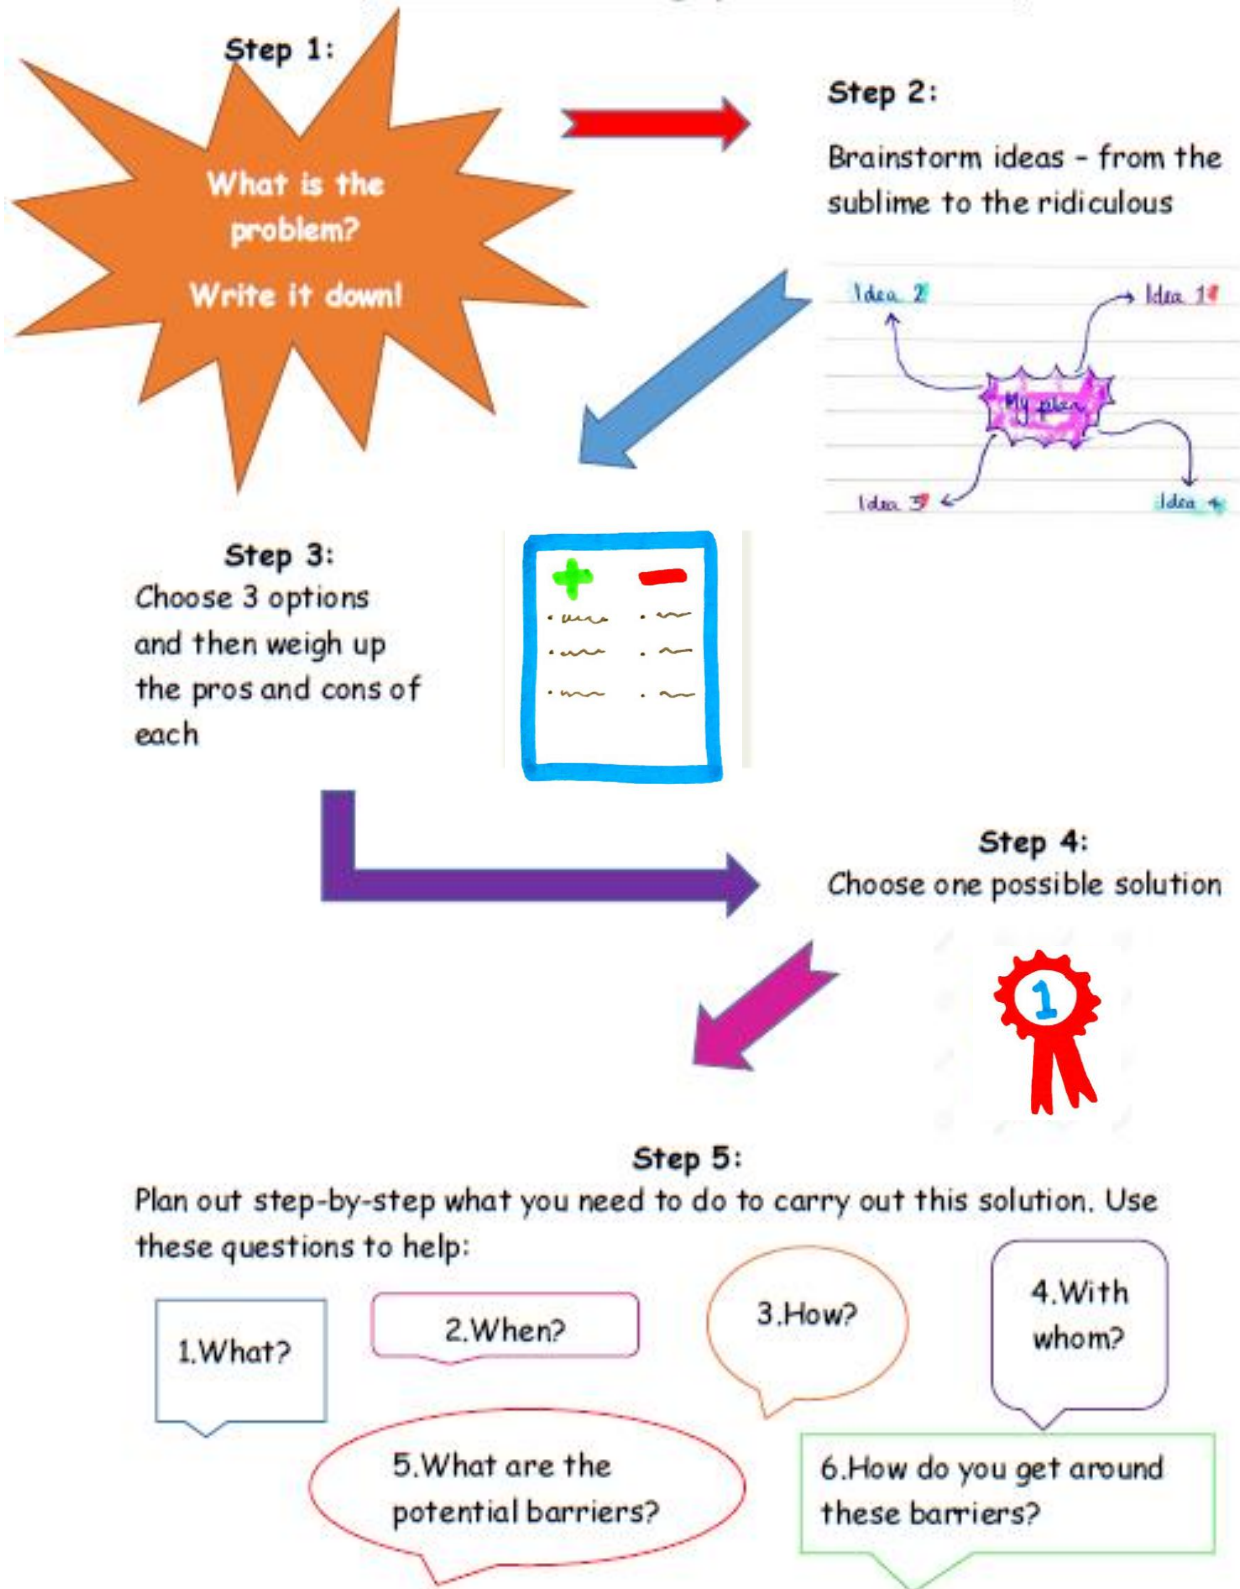 Step 1:
What is the
problem?
Write it down!
Step 2:
Brainstorm ideas - from the
sublime to the ridiculous
Idea 2
Idea 1
My plan
Idea 3
Idea 4
Step 3:
Choose 3 options
and then weigh up
the pros and cons of
each
Step 4:
Choose one possible solution
1
Step 5:
Plan out step-by-step what you need to do to carry out this solution. Use
these questions to help:
1.What?
2.When?
3.How?
4.With
whom?
5.What are the
potential barriers?
6.How do you get around
these barriers?